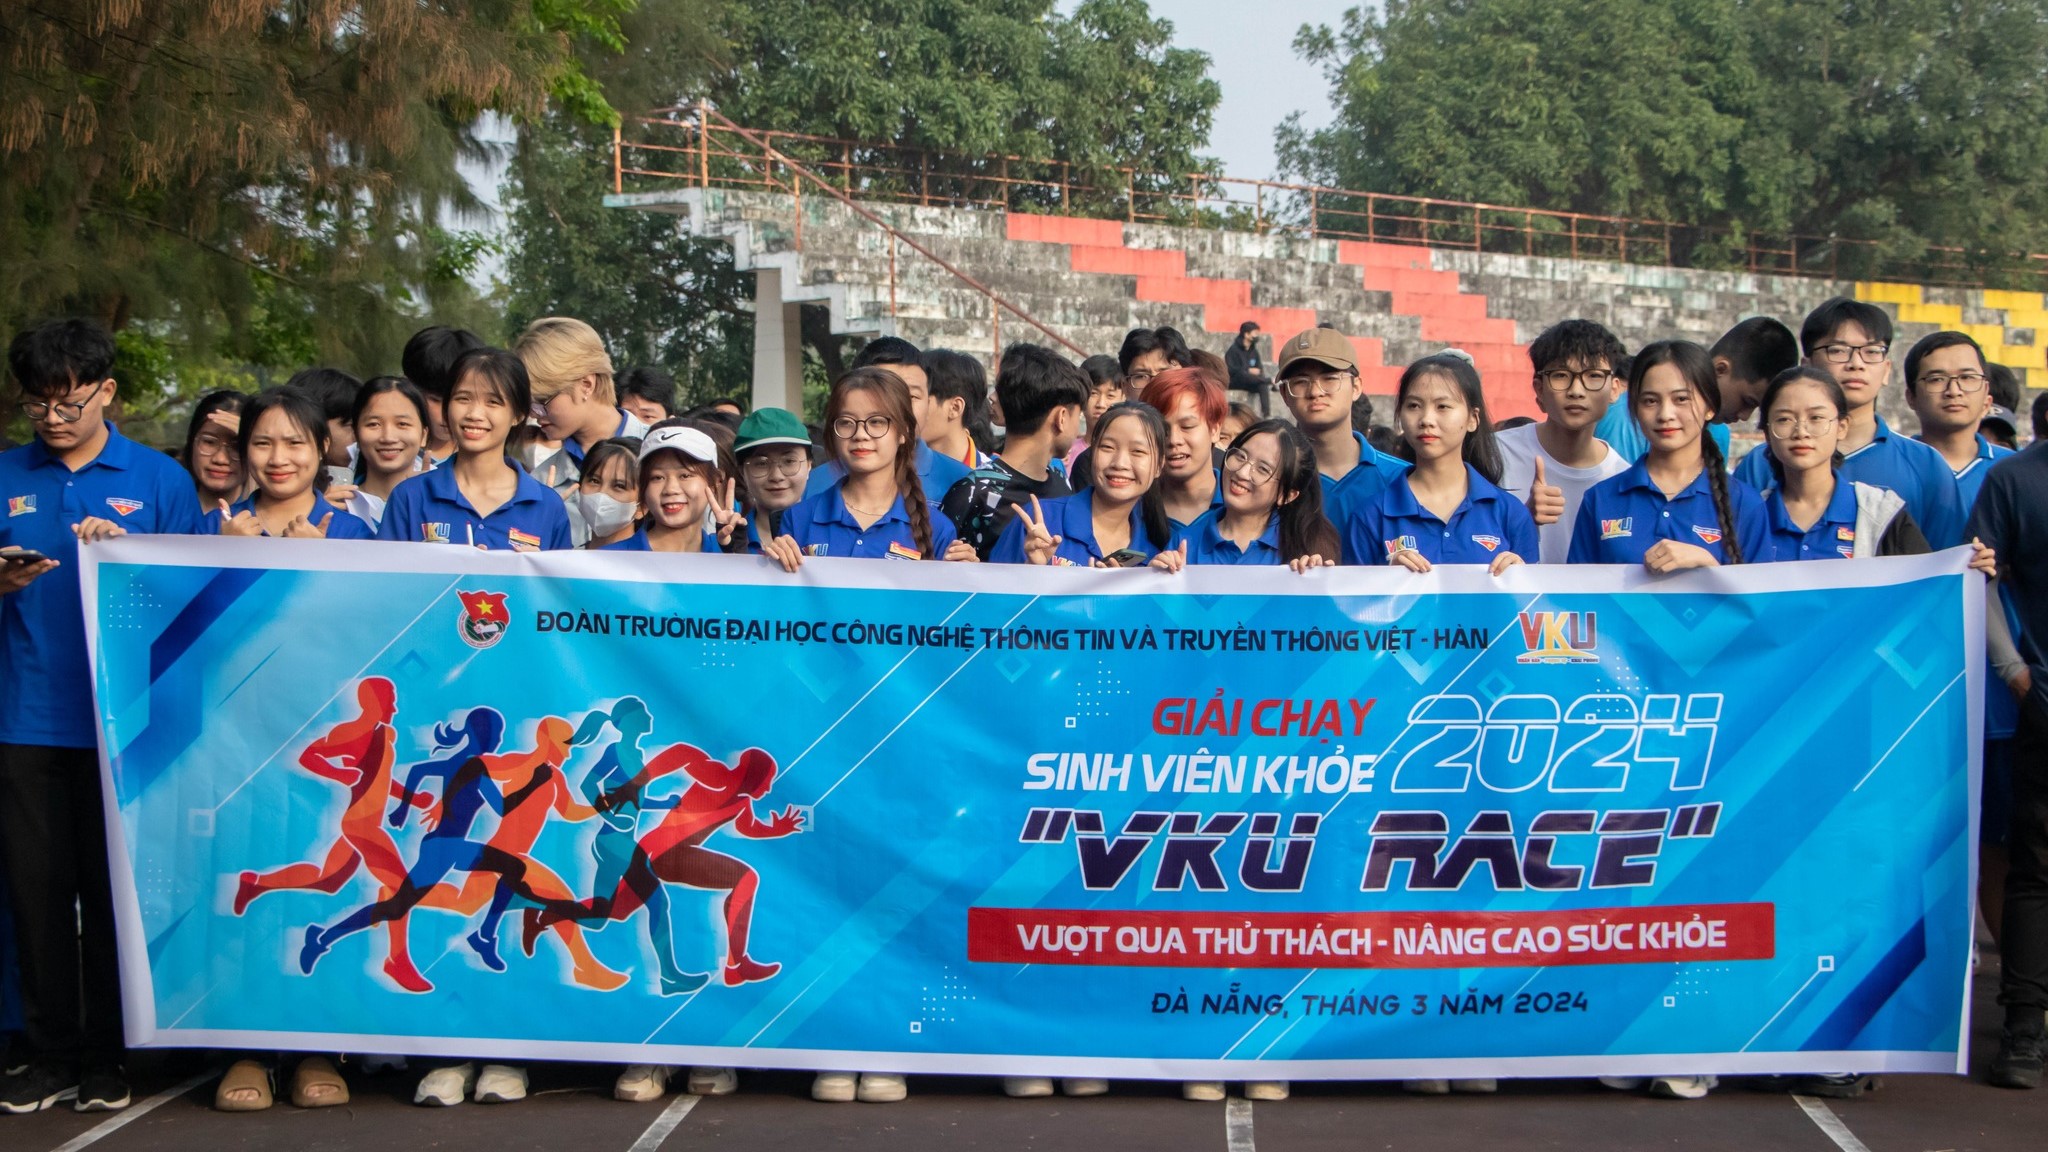 ĐOÀN TRƯỜNG ĐẠI HỌC CÔNG NGHỆ THÔNG TIN VÀ TRUYỀN THÔNG VIỆT - HÀN
VKU
GIẢI CHẠY
SINH VIÊN KHỎE 2024
"VKU RACE"
VƯỢT QUA THỬ THÁCH - NÂNG CAO SỨC KHỎE
ĐÀ NẴNG, THÁNG 3 NĂM 2024